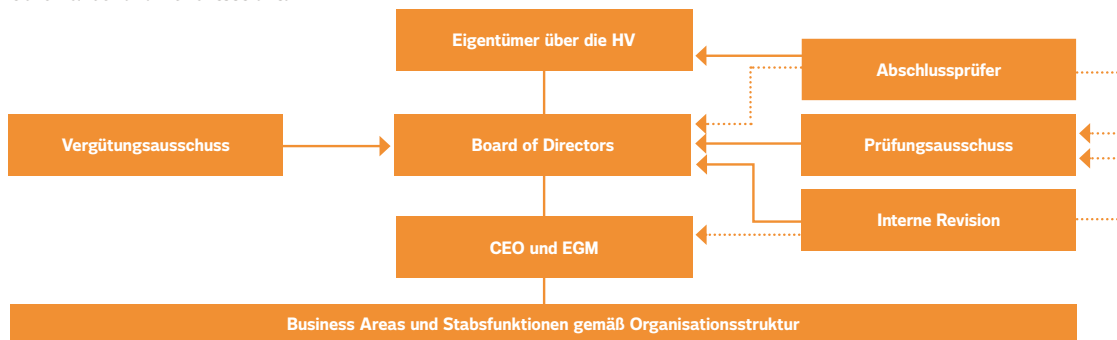 Eigentümer über die HV
Abschlussprüfer
Vergütungsausschuss
Board of Directors
Prüfungsausschuss
Interne Revision
CEO und EGM
Business Areas und Stabsfunktionen gemäß Organisationsstruktur